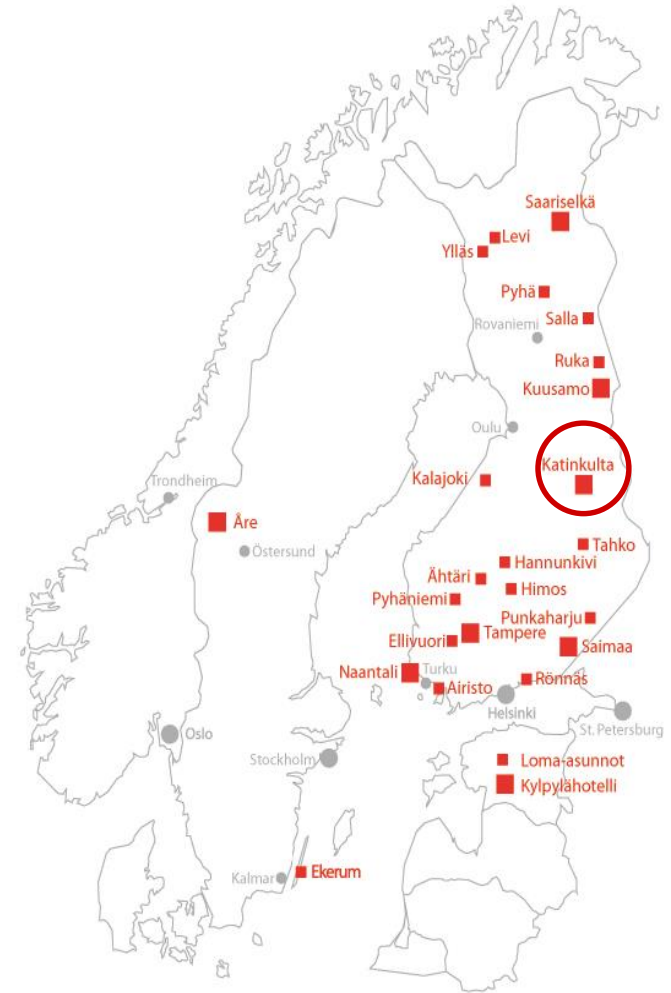 Saariselkä
Levi
Ylläs
Pyhä
Salla
Rovaniemi
Ruka
Kuusamo
Oulu
Katinkulta
Kalajoki
Trondheim
Åre
Östersund
Tahko
Hannunkivi
Ähtäri
Himos
Pyhäniemi
Punkaharju
Tampere
Ellivuori
Saimaa
Naantali
Turku
Rönnäs
Airisto
Helsinki
St. Petersburg
Oslo
Stockholm
Loma-asunnot
Kylpylähotelli
Kalmar
Ekerum